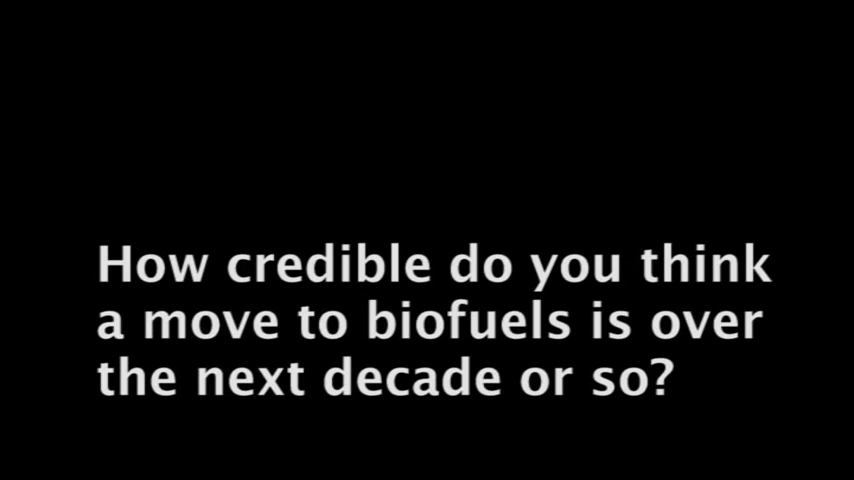 How credible do you think
a move to biofuels is over
the next decade or so?